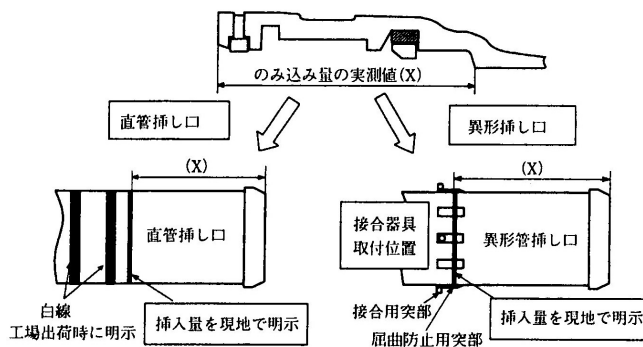 のみ込み量の実測値(X)
直管挿し口
異形挿し口
(X)
(X)
直管挿し口
接合器具
取付位置
異形管挿し口
白線
工場出荷時に明示
挿入量を現地で明示
接合用突部
屈曲防止用突部
挿入量を現地で明示